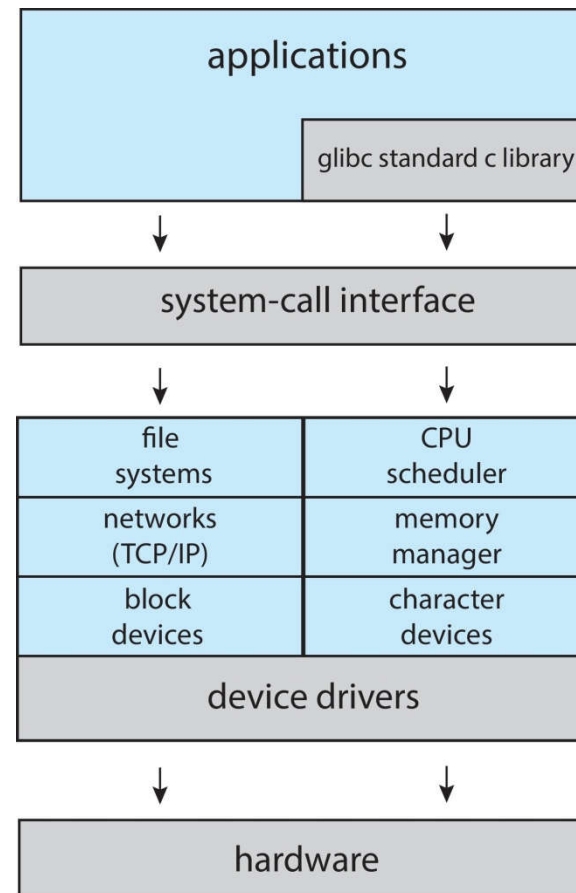 applications
glibc standard c library
system-call interface
file
systems
CPU
scheduler
networks
(TCP/IP)
memory
manager
block
devices
character
devices
device drivers
hardware